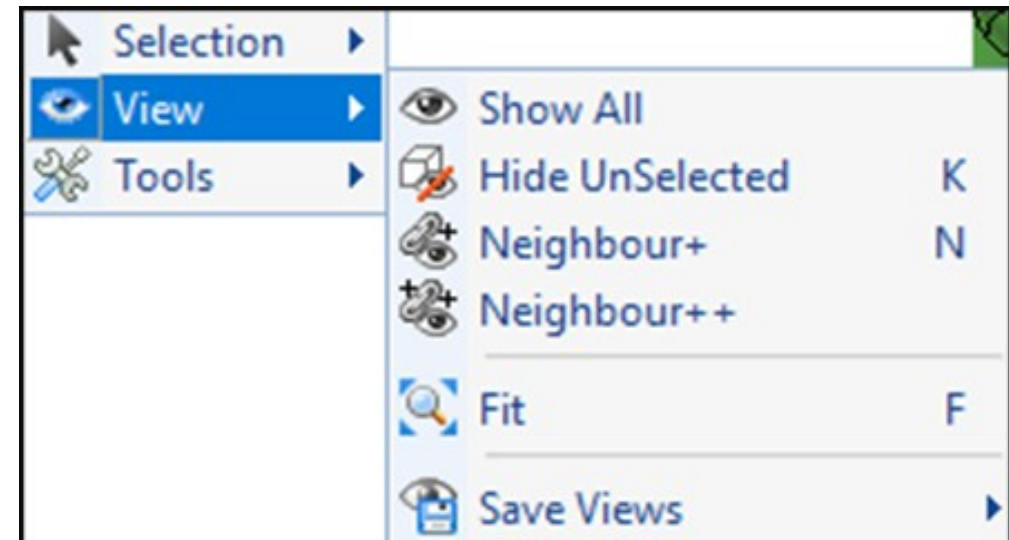 Selection
View
Tools
Show All
Hide UnSelected K
Neighbour+ N
Neighbour++
Fit F
Save Views